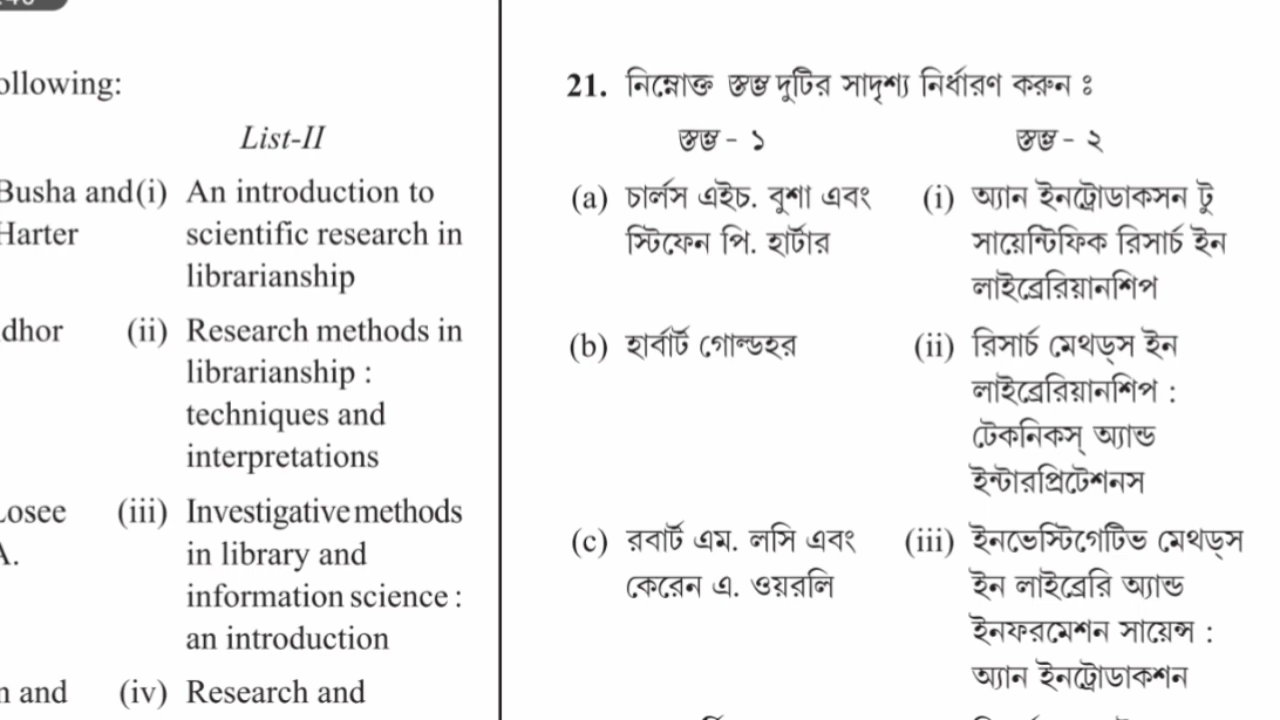 ollowing:
List-II
Busha and (i) An introduction to
Harter scientific research in
librarianship
dhor (ii) Research methods in
librarianship :
techniques and
interpretations
Losee (iii) Investigative methods
A. in library and
information science :
an introduction
n and (iv) Research and
21. নিম্নোক্ত স্তম্ভ দুটির সাদৃশ্য নির্ধারণ করুন ঃ
স্তম্ভ - ১ স্তম্ভ - ২
(a) চার্লস এইচ. বুশা এবং (i) অ্যান ইনট্রোডাকসন টু
স্টিফেন পি. হার্টার সায়েন্টিফিক রিসার্চ ইন
লাইব্রেরিয়ানশিপ
(b) হার্বার্ট গোল্ডহর (ii) রিসার্চ মেথড্স ইন
লাইব্রেরিয়ানশিপ :
টেকনিকস্ অ্যান্ড
ইন্টারপ্রিটেশনস
(c) রবার্ট এম. লসি এবং (iii) ইনভেস্টিগেটিভ মেথড্স
কেরেন এ. ওয়রলি ইন লাইব্রেরি অ্যান্ড
ইনফরমেশন সায়েন্স :
অ্যান ইনট্রোডাকশন